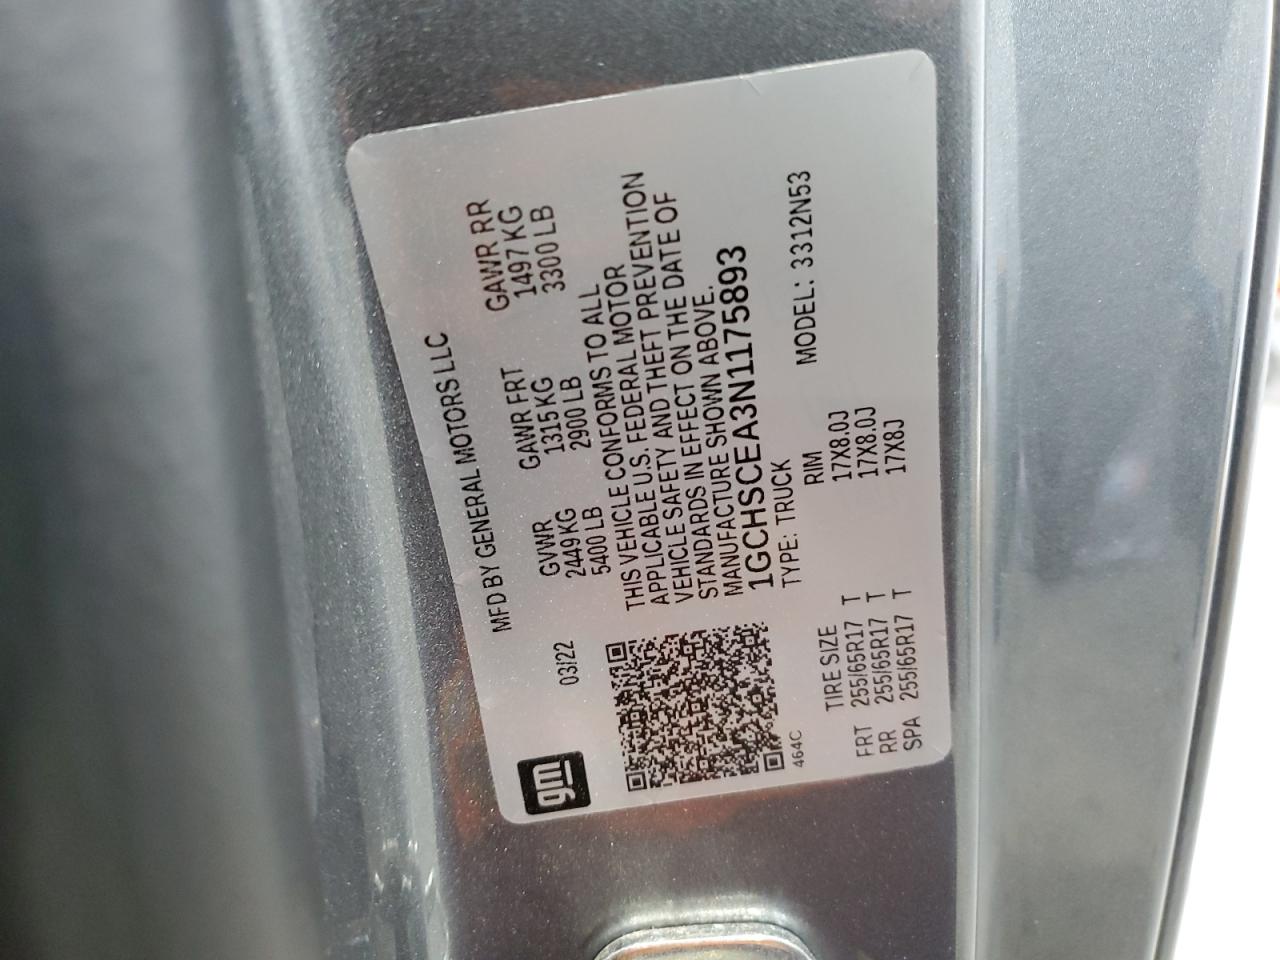 gm
MFD BY GENERAL MOTORS LLC
03/22
GVWR GAWR FRT GAWR RR
2449 KG 1315 KG 1497 KG
5400 LB 2900 LB 3300 LB
THIS VEHICLE CONFORMS TO ALL
APPLICABLE U.S. FEDERAL MOTOR
VEHICLE SAFETY AND THEFT PREVENTION
STANDARDS IN EFFECT ON THE DATE OF
MANUFACTURE SHOWN ABOVE.
1GCHSCEA3N1175893
TYPE: TRUCK MODEL: 3312N53
464C
TIRE SIZE RIM
FRT 255/65R17 T 17X8.0J
RR 255/65R17 T 17X8.0J
SPA 255/65R17 T 17X8J